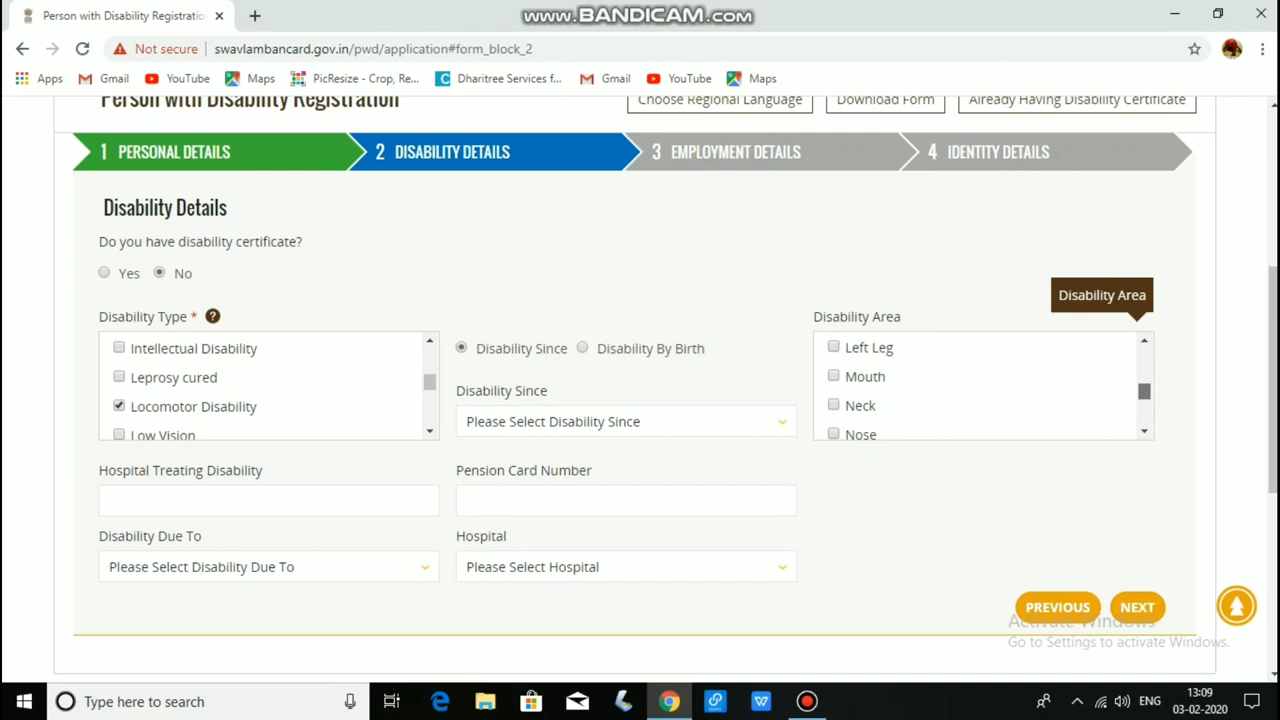 Person with Disability Registratio
www.BANDICAM.com
Not secure
swavlambancard.gov.in/pwd/application#form_block_2
Apps
Gmail
YouTube
Maps
PicResize - Crop, Re...
Dharitree Services f...
Gmail
YouTube
Maps
Person with Disability Registration
Choose Regional Language
Download Form
Already Having Disability Certificate
1 PERSONAL DETAILS
2 DISABILITY DETAILS
3 EMPLOYMENT DETAILS
4 IDENTITY DETAILS
Disability Details
Do you have disability certificate?
Yes
No
Disability Area
Disability Type * ?
Disability Area
Intellectual Disability
Leprosy cured
Locomotor Disability
Low Vision
Disability Since
Disability By Birth
Disability Since
Please Select Disability Since
Left Leg
Mouth
Neck
Nose
Hospital Treating Disability
Pension Card Number
Disability Due To
Hospital
Please Select Disability Due To
Please Select Hospital
PREVIOUS
NEXT
Activate Windows
Go to Settings to activate Windows.
Type here to search
ENG
13:09
03-02-2020